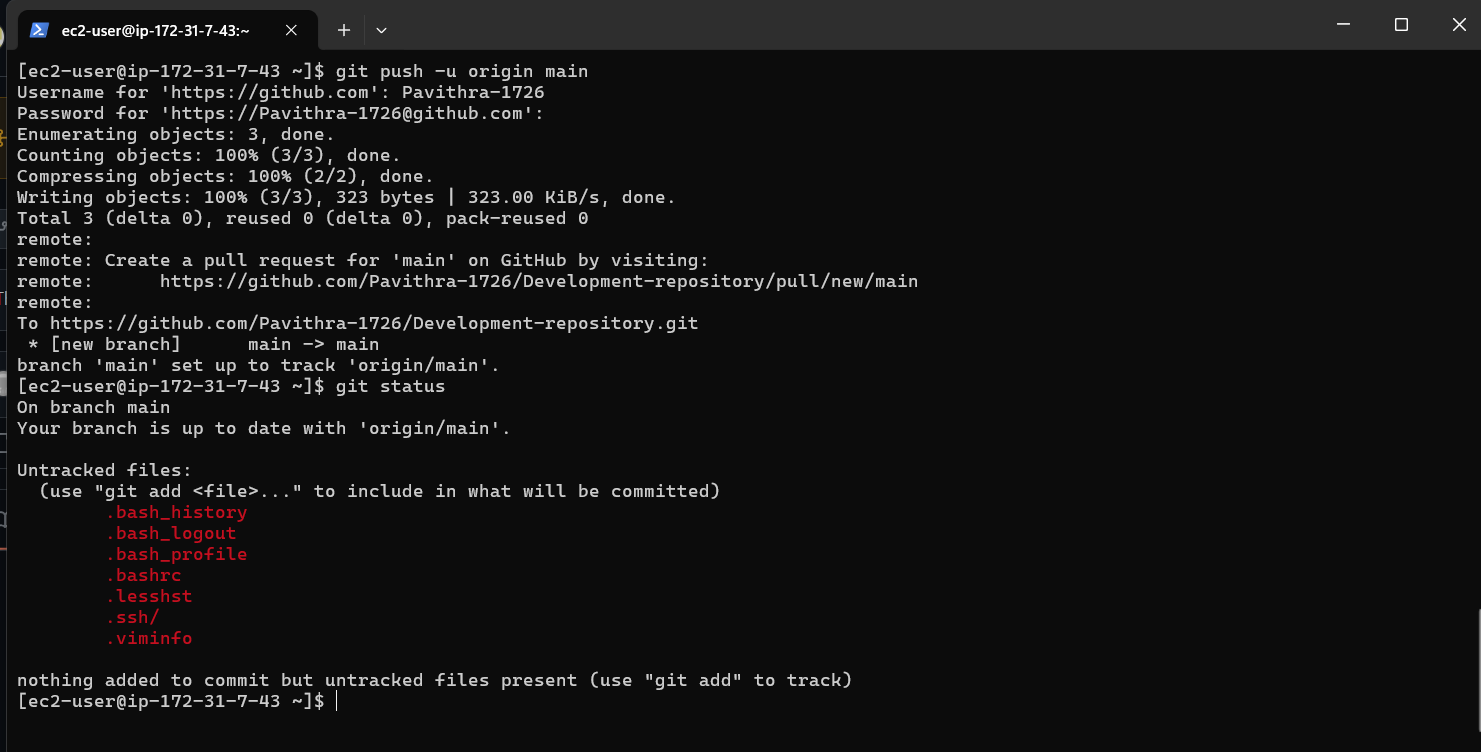 ec2-user@ip-172-31-7-43:~
[ec2-user@ip-172-31-7-43 ~]$ git push -u origin main
Username for 'https://github.com': Pavithra-1726
Password for 'https://Pavithra-1726@github.com':
Enumerating objects: 3, done.
Counting objects: 100% (3/3), done.
Compressing objects: 100% (2/2), done.
Writing objects: 100% (3/3), 323 bytes | 323.00 KiB/s, done.
Total 3 (delta 0), reused 0 (delta 0), pack-reused 0
remote:
remote: Create a pull request for 'main' on GitHub by visiting:
remote:      https://github.com/Pavithra-1726/Development-repository/pull/new/main
remote:
To https://github.com/Pavithra-1726/Development-repository.git
 * [new branch]      main -> main
branch 'main' set up to track 'origin/main'.
[ec2-user@ip-172-31-7-43 ~]$ git status
On branch main
Your branch is up to date with 'origin/main'.
Untracked files:
  (use "git add <file>..." to include in what will be committed)
        .bash_history
        .bash_logout
        .bash_profile
        .bashrc
        .lesshst
        .ssh/
        .viminfo
nothing added to commit but untracked files present (use "git add" to track)
[ec2-user@ip-172-31-7-43 ~]$